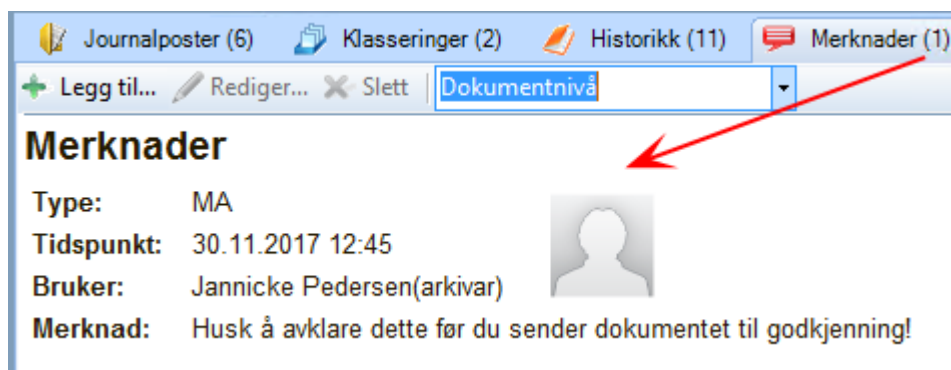 Journalposter (6) Klasseringer (2) Historikk (11) Merknader (1)
Legg til... Rediger... Slett Dokumentnivå
Merknader
Type: MA
Tidspunkt: 30.11.2017 12:45
Bruker: Jannicke Pedersen(arkivar)
Merknad: Husk å avklare dette før du sender dokumentet til godkjenning!